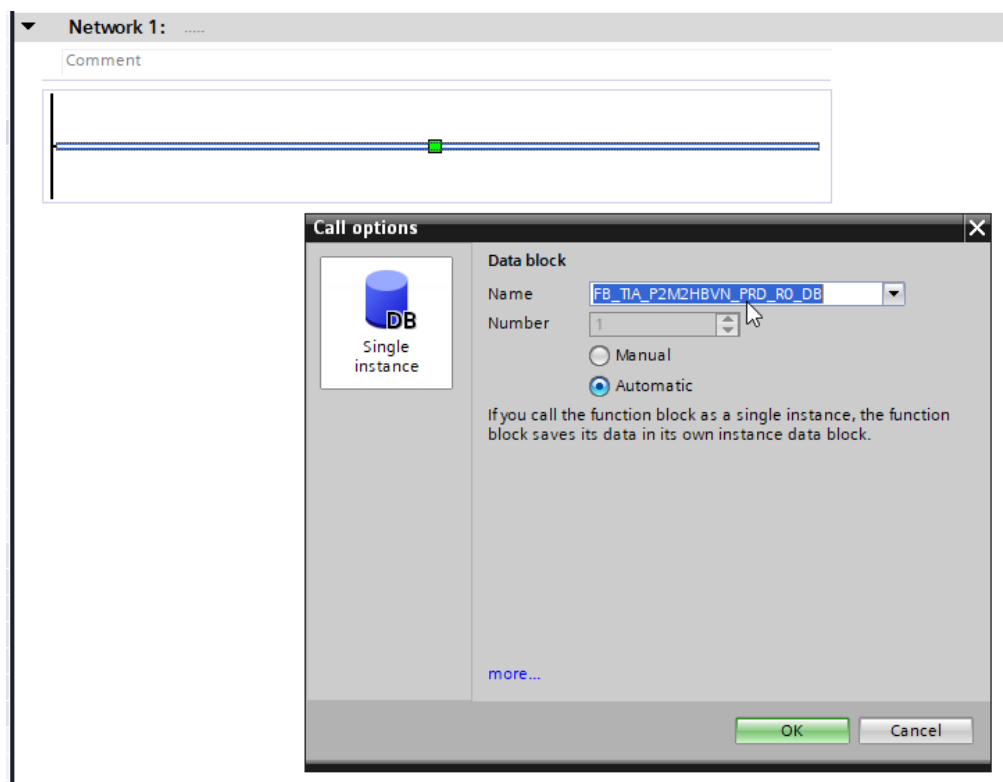 Network 1: .....
Comment
Call options
DB
Single
instance
Data block
Name FB_TIA_P2M2HBVN_PRD_R0_DB
Number 1
Manual
Automatic
If you call the function block as a single instance, the function
block saves its data in its own instance data block.
more...
OK Cancel